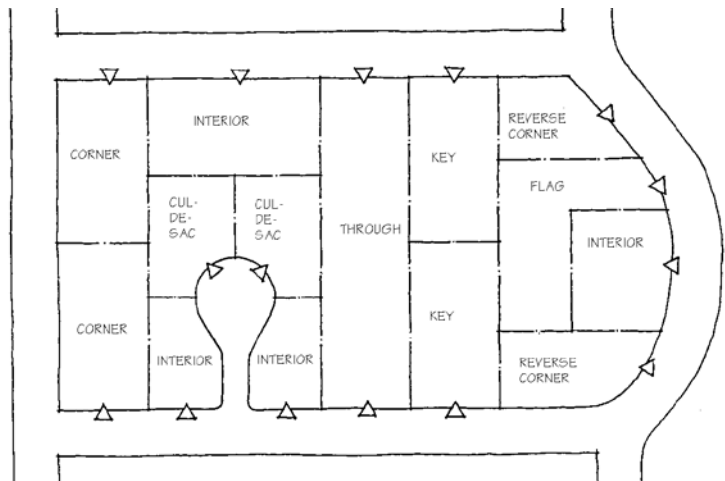 INTERIOR
REVERSE
CORNER
CORNER
KEY
FLAG
CUL-
DE-
SAC
CUL-
DE-
SAC
THROUGH
INTERIOR
CORNER
KEY
INTERIOR
INTERIOR
REVERSE
CORNER